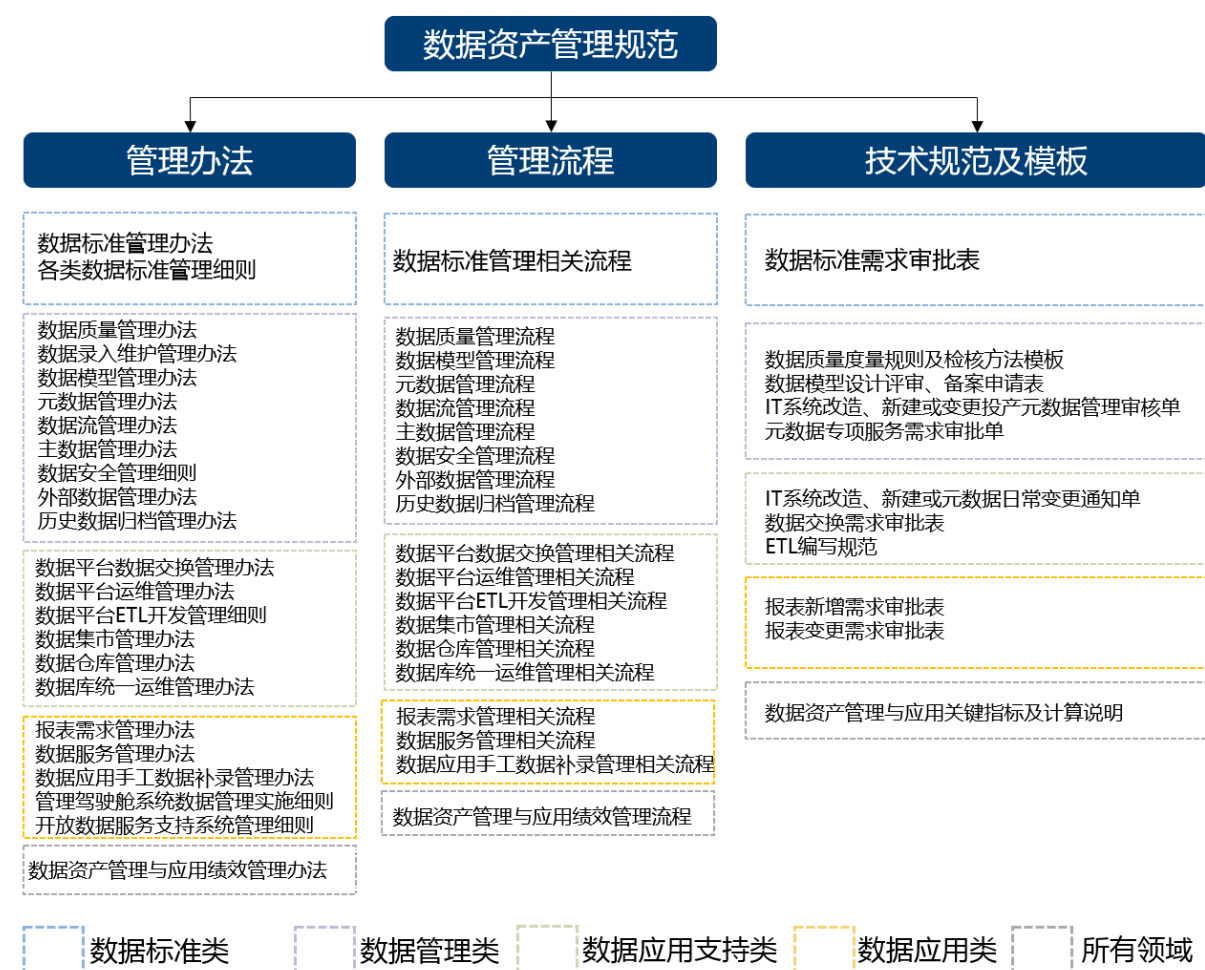 数据资产管理规范
管理办法
管理流程
技术规范及模板
数据标准管理办法
各类数据标准管理细则
数据质量管理办法
数据录入维护管理办法
数据模型管理办法
元数据管理办法
数据流管理办法
主数据管理办法
数据安全管理细则
外部数据管理办法
历史数据归档管理办法
数据平台数据交换管理办法
数据平台运维管理办法
数据平台ETL开发管理细则
数据集市管理办法
数据仓库管理办法
数据库统一运维管理办法
报表需求管理办法
数据服务管理办法
数据应用手工数据补录管理办法
管理驾驶舱系统数据管理实施细则
开放数据服务支持系统管理细则
数据资产管理与应用绩效管理办法
数据标准管理相关流程
数据质量管理流程
数据模型管理流程
元数据管理流程
数据流管理流程
主数据管理流程
数据安全管理流程
外部数据管理流程
历史数据归档管理流程
数据平台数据交换管理相关流程
数据平台运维管理相关流程
数据平台ETL开发管理相关流程
数据集市管理相关流程
数据仓库管理相关流程
数据库统一运维管理相关流程
报表需求管理相关流程
数据服务管理相关流程
数据应用手工数据补录管理相关流程
数据资产管理与应用绩效管理流程
数据标准需求审批表
数据质量度量规则及检核方法模板
数据模型设计评审、备案申请表
IT系统改造、新建或变更投产元数据管理审核单
元数据专项服务需求审批单
IT系统改造、新建或元数据日常变更通知单
数据交换需求审批表
ETL编写规范
报表新增需求审批表
报表变更需求审批表
数据资产管理与应用关键指标及计算说明
数据标准类
数据管理类
数据应用支持类
数据应用类
所有领域